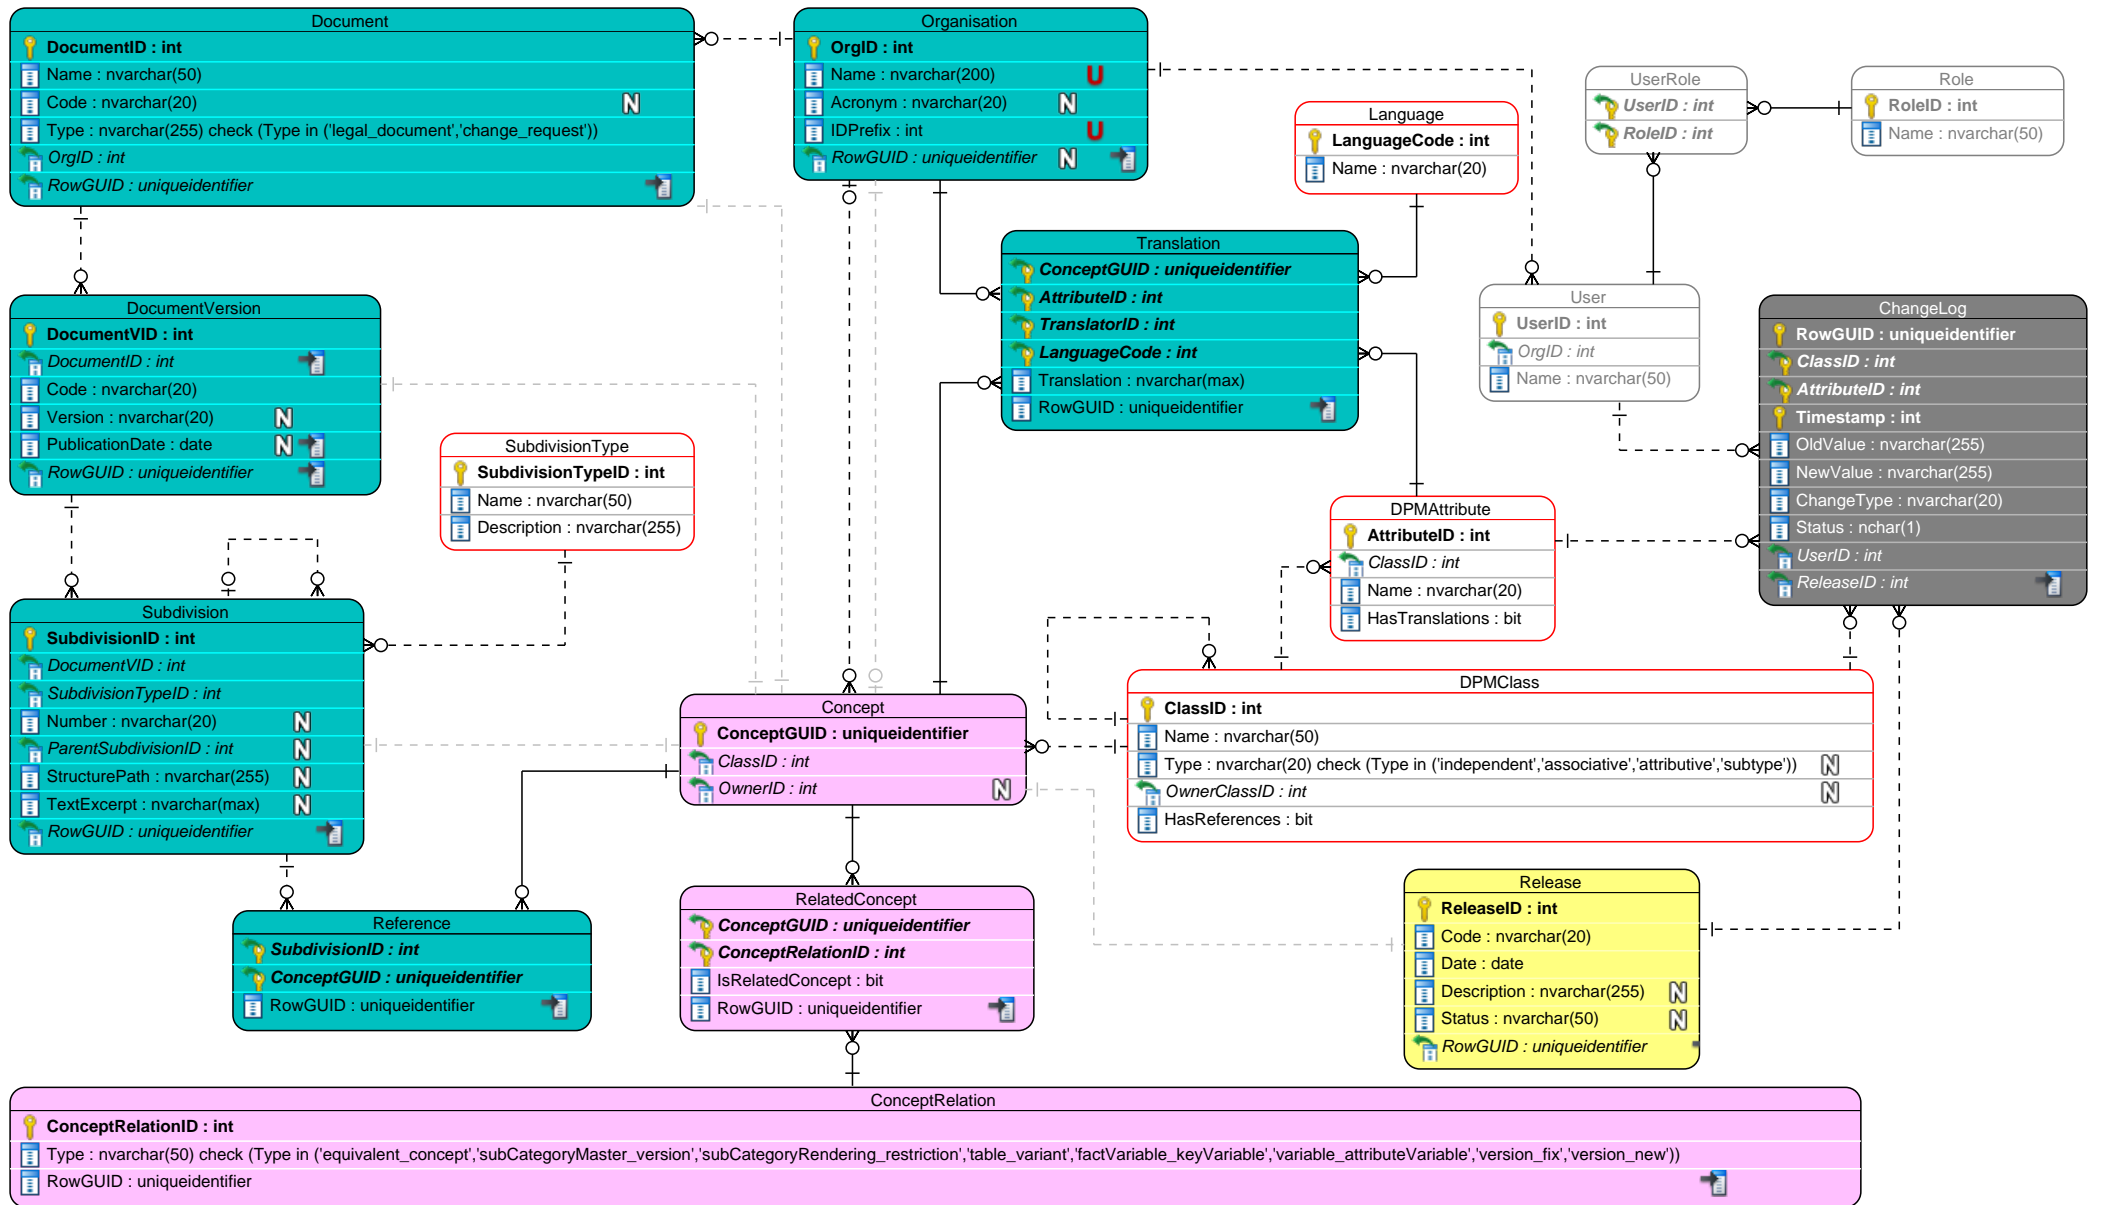 Document
DocumentID : int
Name : nvarchar(50)
Code : nvarchar(20)
N
Type : nvarchar(255) check (Type in ('legal_document','change_request'))
OrgID : int
RowGUID : uniqueidentifier
Organisation
OrgID : int
Name : nvarchar(200)
U
Acronym : nvarchar(20)
N
IDPrefix : int
U
RowGUID : uniqueidentifier
N
Language
LanguageCode : int
Name : nvarchar(20)
UserRole
UserID : int
RoleID : int
Role
RoleID : int
Name : nvarchar(50)
Translation
ConceptGUID : uniqueidentifier
AttributeID : int
TranslatorID : int
LanguageCode : int
Translation : nvarchar(max)
RowGUID : uniqueidentifier
User
UserID : int
OrgID : int
Name : nvarchar(50)
ChangeLog
RowGUID : uniqueidentifier
ClassID : int
AttributeID : int
Timestamp : int
OldValue : nvarchar(255)
NewValue : nvarchar(255)
ChangeType : nvarchar(20)
Status : nchar(1)
UserID : int
ReleaseID : int
DocumentVersion
DocumentVID : int
DocumentID : int
Code : nvarchar(20)
Version : nvarchar(20)
N
PublicationDate : date
N
RowGUID : uniqueidentifier
SubdivisionType
SubdivisionTypeID : int
Name : nvarchar(50)
Description : nvarchar(255)
DPMAttribute
AttributeID : int
ClassID : int
Name : nvarchar(20)
HasTranslations : bit
Subdivision
SubdivisionID : int
DocumentVID : int
SubdivisionTypeID : int
Number : nvarchar(20)
N
ParentSubdivisionID : int
N
StructurePath : nvarchar(255)
N
TextExcerpt : nvarchar(max)
N
RowGUID : uniqueidentifier
Concept
ConceptGUID : uniqueidentifier
ClassID : int
OwnerID : int
N
DPMClass
ClassID : int
Name : nvarchar(50)
Type : nvarchar(20) check (Type in ('independent','associative','attributive','subtype'))
N
OwnerClassID : int
N
HasReferences : bit
Reference
SubdivisionID : int
ConceptGUID : uniqueidentifier
RowGUID : uniqueidentifier
RelatedConcept
ConceptGUID : uniqueidentifier
ConceptRelationID : int
IsRelatedConcept : bit
RowGUID : uniqueidentifier
Release
ReleaseID : int
Code : nvarchar(20)
Date : date
Description : nvarchar(255)
N
Status : nvarchar(50)
N
RowGUID : uniqueidentifier
ConceptRelation
ConceptRelationID : int
Type : nvarchar(50) check (Type in ('equivalent_concept','subCategoryMaster_version','subCategoryRendering_restriction','table_variant','factVariable_keyVariable','variable_attributeVariable','version_fix','version_new'))
RowGUID : uniqueidentifier